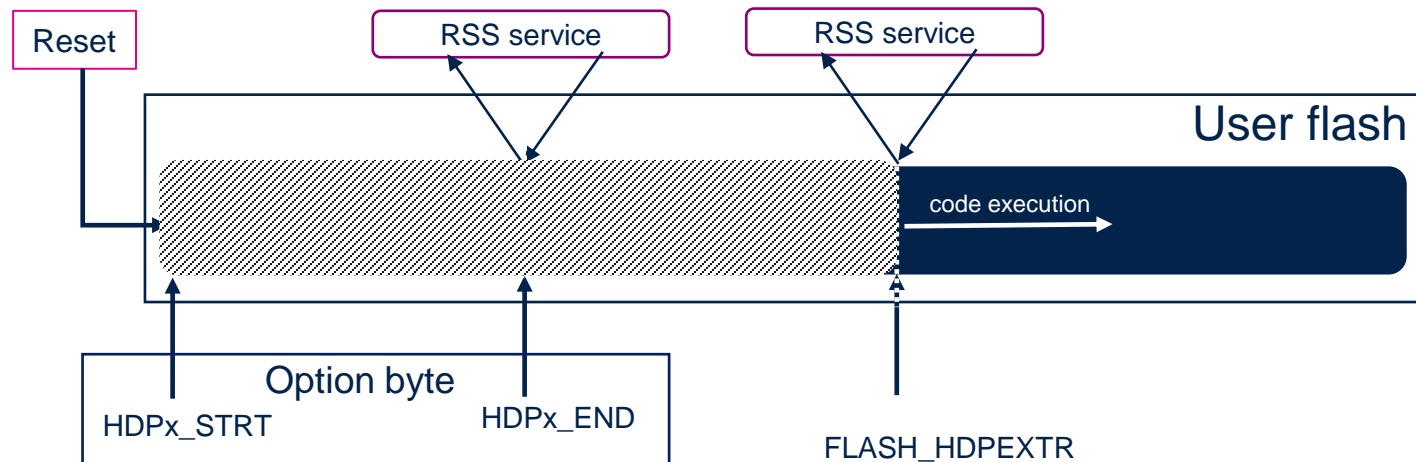 Reset
RSS service
RSS service
User flash
code execution
Option byte
HDPx_STRT
HDPx_END
FLASH_HDPEXTR